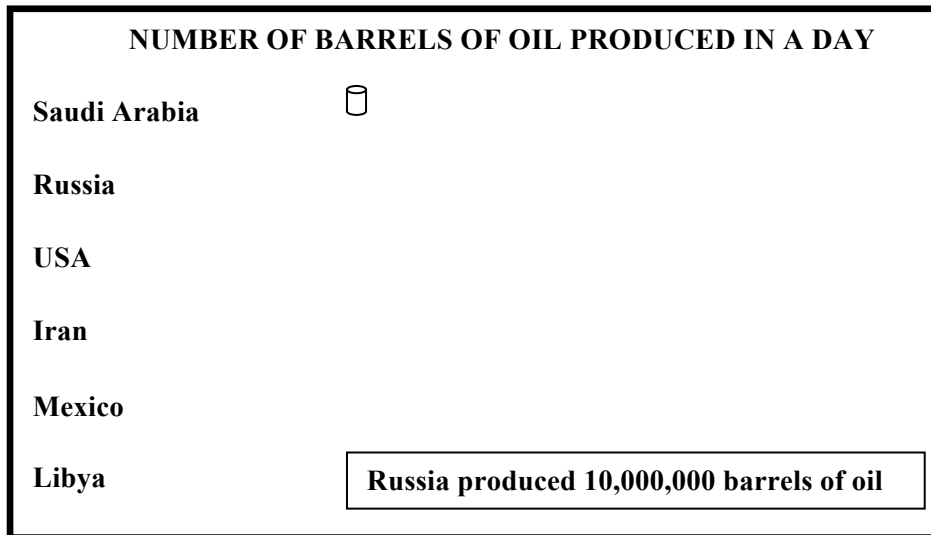 NUMBER OF BARRELS OF OIL PRODUCED IN A DAY
Saudi Arabia
Russia
USA
Iran
Mexico
Libya
Russia produced 10,000,000 barrels of oil